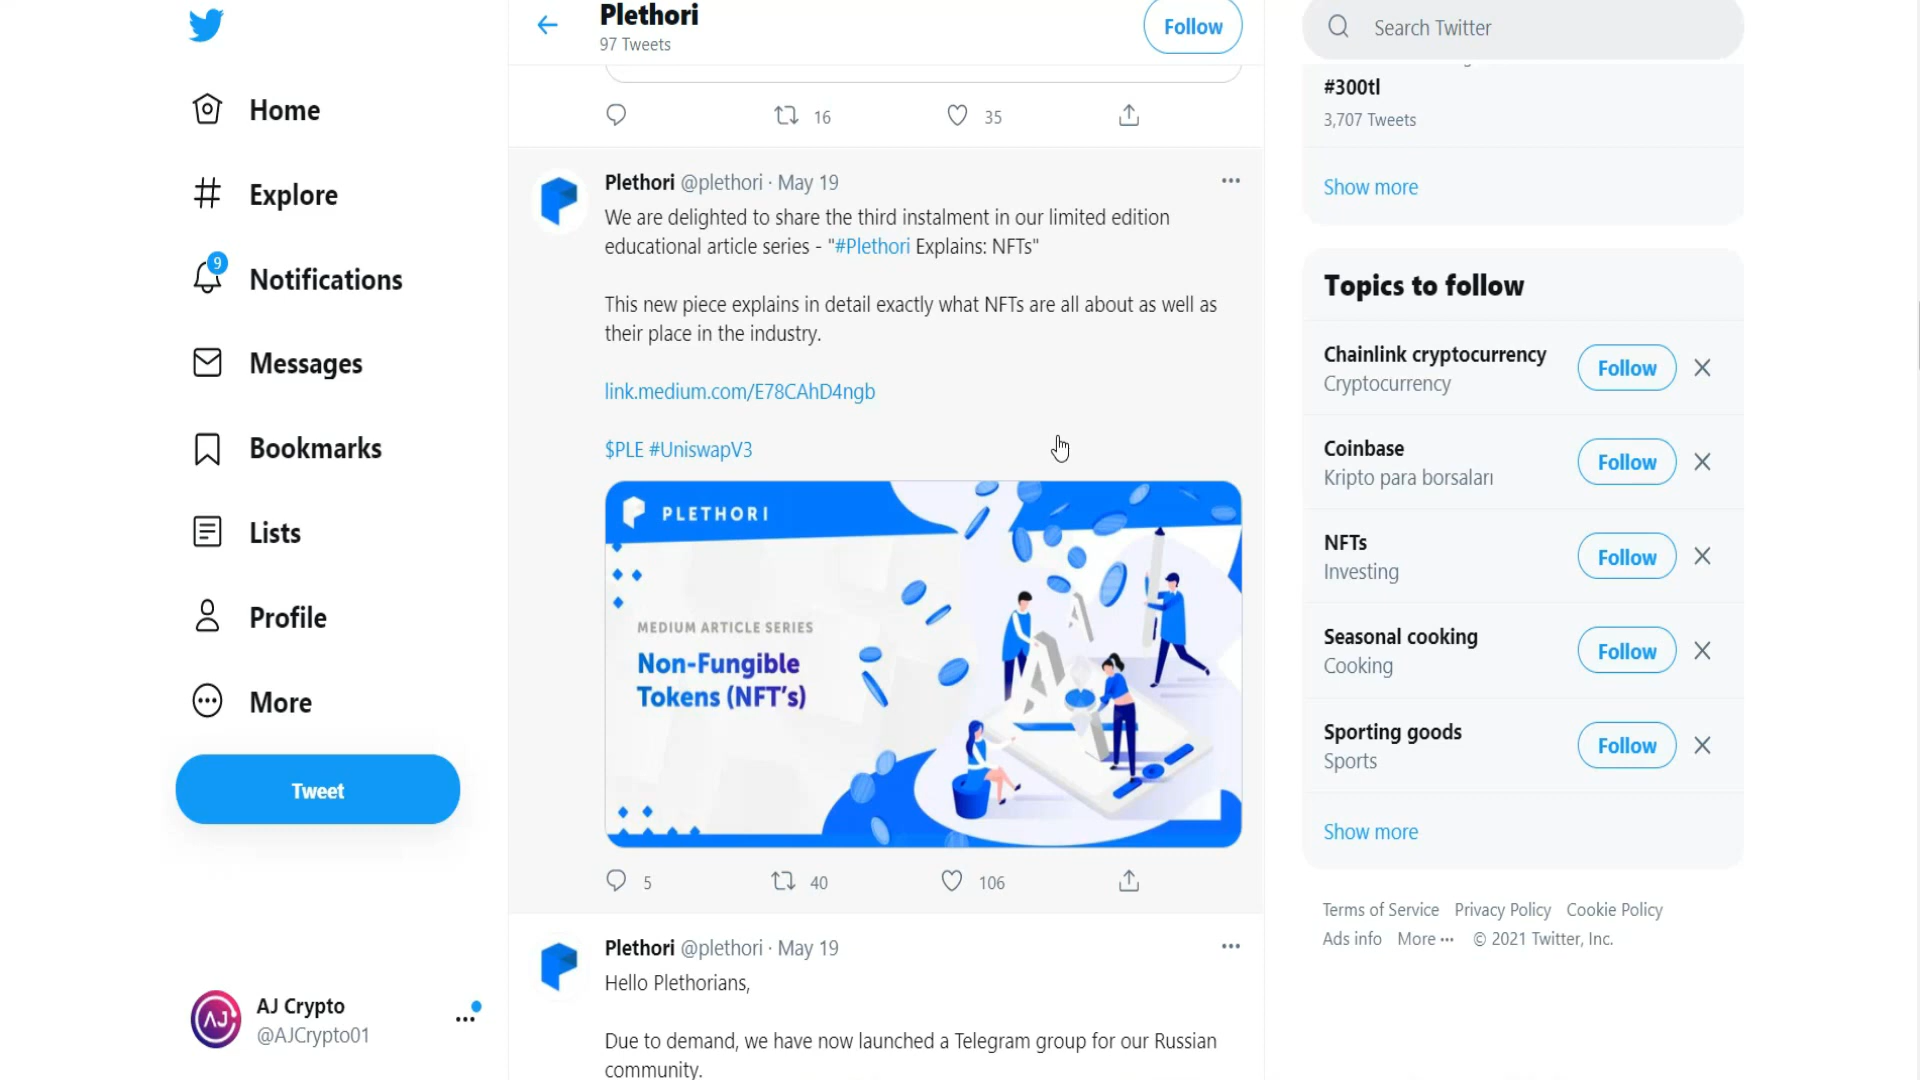 Home
Explore
9
Notifications
Messages
Bookmarks
Lists
Profile
More
Tweet
AJ
AJ Crypto
@AJCrypto01
Plethori
97 Tweets
Follow
16 35
Plethori @plethori · May 19
We are delighted to share the third instalment in our limited edition
educational article series - "#Plethori Explains: NFTs"
This new piece explains in detail exactly what NFTs are all about as well as
their place in the industry.
link.medium.com/E78CAhD4ngb
$PLE #UniswapV3
PLETHORI
MEDIUM ARTICLE SERIES
Non-Fungible
Tokens (NFT's)
5 40 106
Plethori @plethori · May 19
Hello Plethorians,
Due to demand, we have now launched a Telegram group for our Russian
community.
Search Twitter
#300tl
3,707 Tweets
Show more
Topics to follow
Chainlink cryptocurrency
Cryptocurrency
Follow
Coinbase
Kripto para borsaları
Follow
NFTs
Investing
Follow
Seasonal cooking
Cooking
Follow
Sporting goods
Sports
Follow
Show more
Terms of Service Privacy Policy Cookie Policy
Ads info More ··· © 2021 Twitter, Inc.